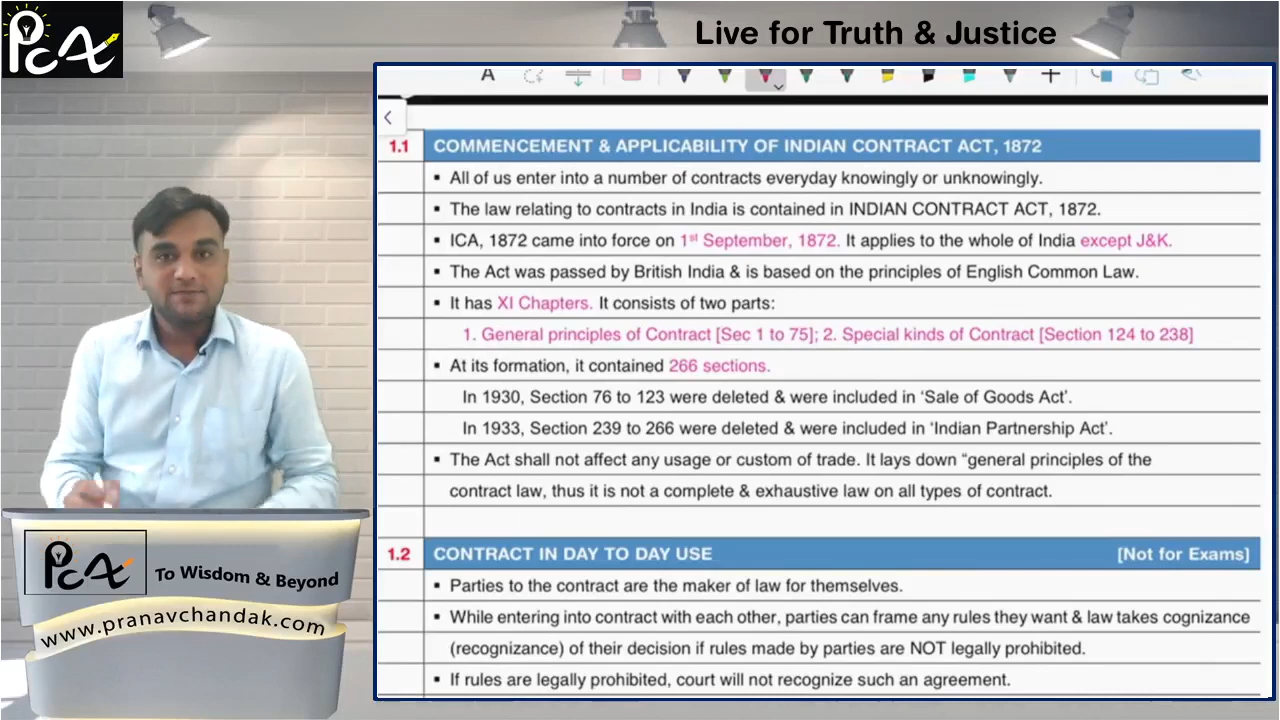 PCA
Live for Truth & Justice
A
1.1 COMMENCEMENT & APPLICABILITY OF INDIAN CONTRACT ACT, 1872
▪ All of us enter into a number of contracts everyday knowingly or unknowingly.
▪ The law relating to contracts in India is contained in INDIAN CONTRACT ACT, 1872.
▪ ICA, 1872 came into force on 1st September, 1872. It applies to the whole of India except J&K.
▪ The Act was passed by British India & is based on the principles of English Common Law.
▪ It has XI Chapters. It consists of two parts:
1. General principles of Contract [Sec 1 to 75]; 2. Special kinds of Contract [Section 124 to 238]
▪ At its formation, it contained 266 sections.
In 1930, Section 76 to 123 were deleted & were included in ‘Sale of Goods Act’.
In 1933, Section 239 to 266 were deleted & were included in ‘Indian Partnership Act’.
▪ The Act shall not affect any usage or custom of trade. It lays down “general principles of the
contract law, thus it is not a complete & exhaustive law on all types of contract.
1.2 CONTRACT IN DAY TO DAY USE [Not for Exams]
▪ Parties to the contract are the maker of law for themselves.
▪ While entering into contract with each other, parties can frame any rules they want & law takes cognizance
(recognizance) of their decision if rules made by parties are NOT legally prohibited.
▪ If rules are legally prohibited, court will not recognize such an agreement.
PCA
To Wisdom & Beyond
www.pranavchandak.com